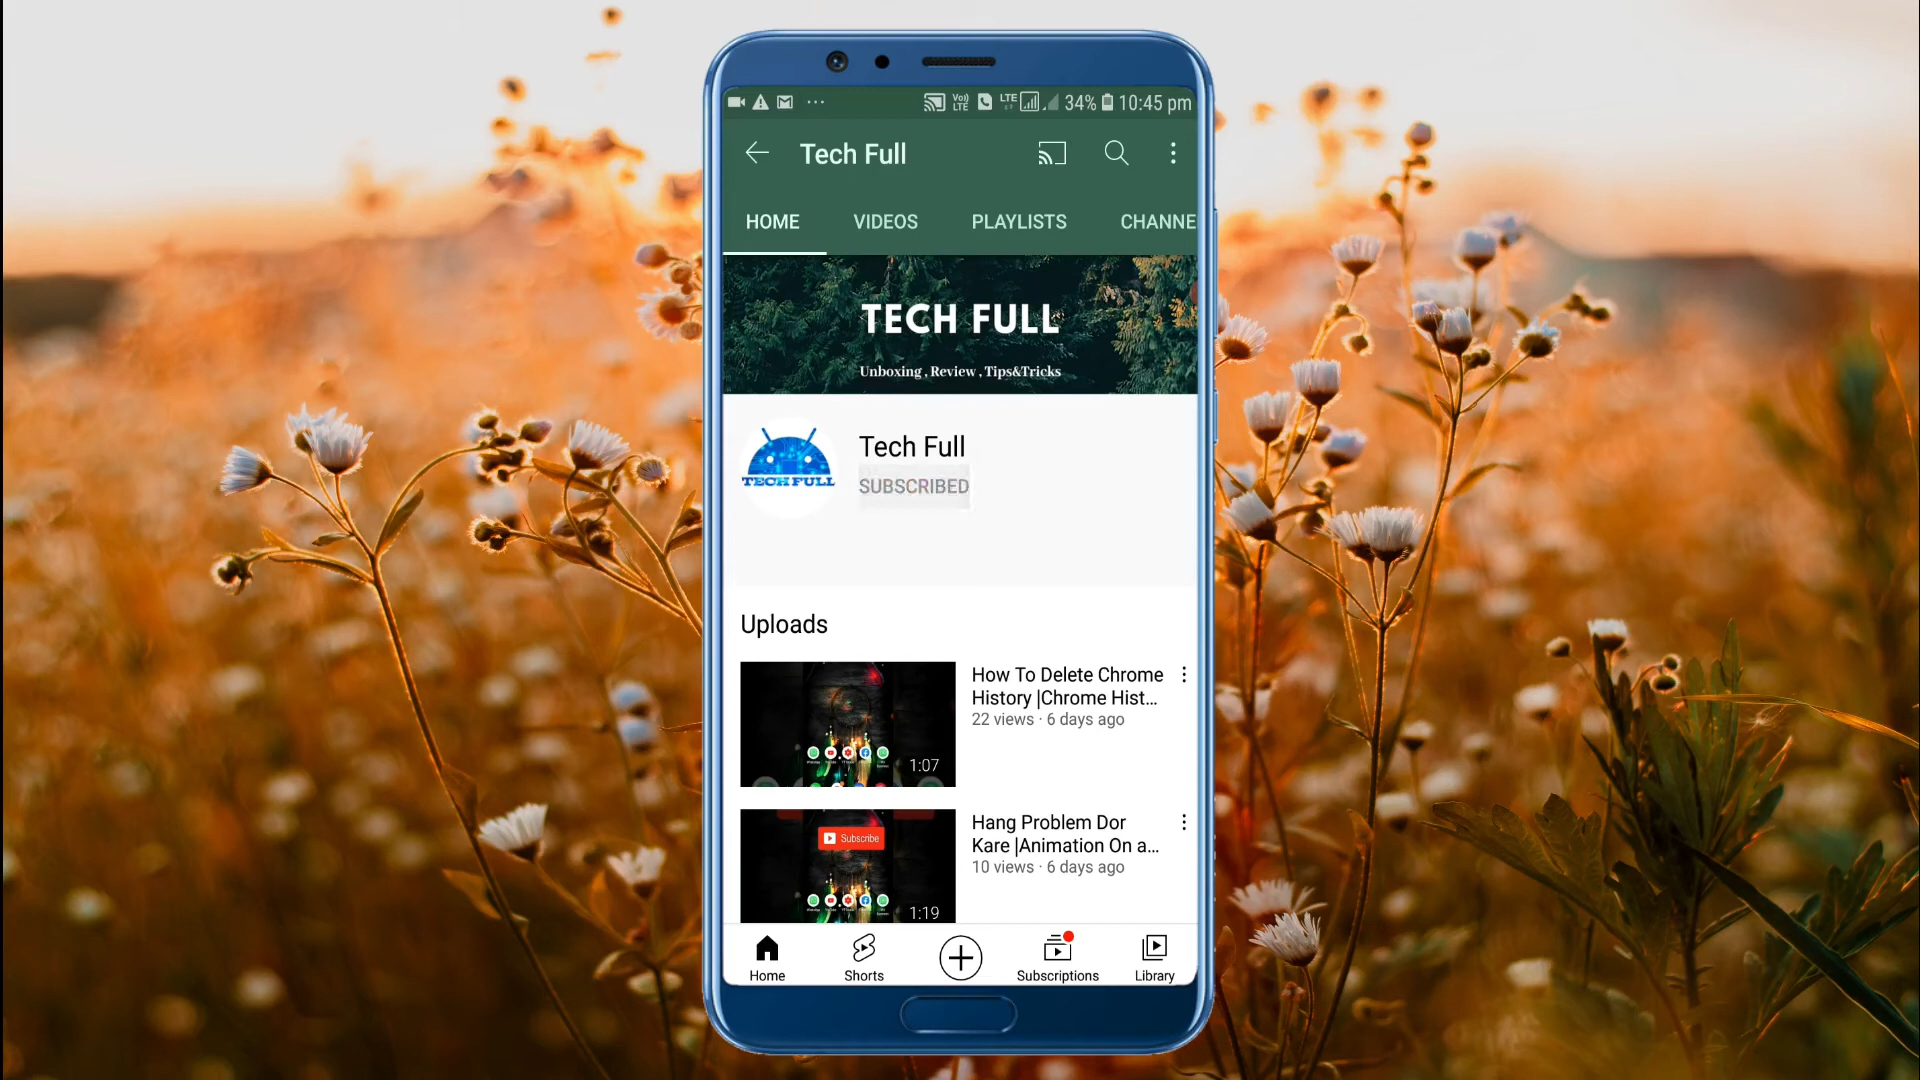 VoLTE LTE 34% 10:45 pm
Tech Full
HOME VIDEOS PLAYLISTS CHANNE
TECH FULL
Unboxing , Review , Tips&Tricks
TECH FULL
Tech Full
SUBSCRIBED
Uploads
How To Delete Chrome
History |Chrome Hist...
22 views · 6 days ago
1:07
Hang Problem Dor
Kare |Animation On a...
10 views · 6 days ago
Subscribe
1:19
Home Shorts Subscriptions Library